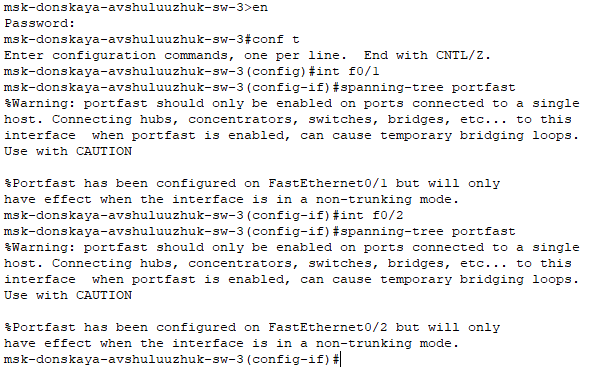 msk-donskaya-avshuluuzhuk-sw-3>en
Password:
msk-donskaya-avshuluuzhuk-sw-3#conf t
Enter configuration commands, one per line.  End with CNTL/Z.
msk-donskaya-avshuluuzhuk-sw-3(config)#int f0/1
msk-donskaya-avshuluuzhuk-sw-3(config-if)#spanning-tree portfast
%Warning: portfast should only be enabled on ports connected to a single
host. Connecting hubs, concentrators, switches, bridges, etc... to this
interface  when portfast is enabled, can cause temporary bridging loops.
Use with CAUTION

%Portfast has been configured on FastEthernet0/1 but will only
have effect when the interface is in a non-trunking mode.
msk-donskaya-avshuluuzhuk-sw-3(config-if)#int f0/2
msk-donskaya-avshuluuzhuk-sw-3(config-if)#spanning-tree portfast
%Warning: portfast should only be enabled on ports connected to a single
host. Connecting hubs, concentrators, switches, bridges, etc... to this
interface  when portfast is enabled, can cause temporary bridging loops.
Use with CAUTION

%Portfast has been configured on FastEthernet0/2 but will only
have effect when the interface is in a non-trunking mode.
msk-donskaya-avshuluuzhuk-sw-3(config-if)#